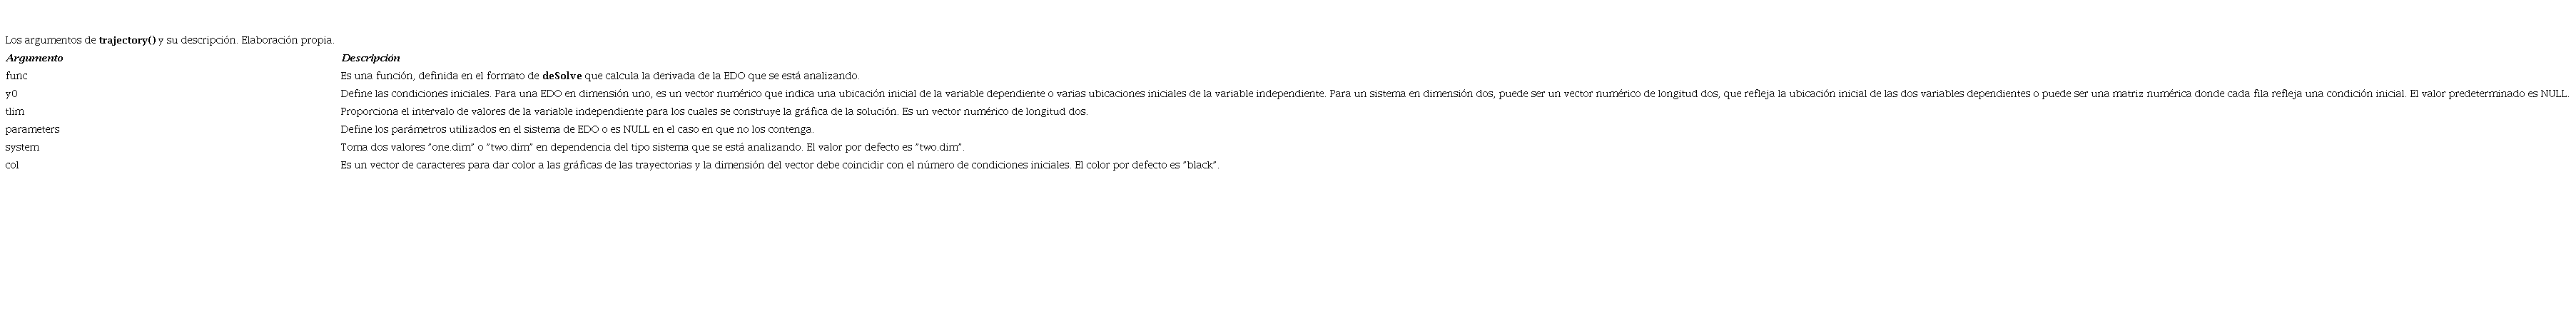 Los argumentos de trajectory() y su descripción. Elaboración propia.
Argumento Descripción
func Es una función, definida en el formato de deSolve que calcula la derivada de la EDO que se está analizando.
y0 Define las condiciones iniciales. Para una EDO en dimensión uno, es un vector numérico que indica una ubicación inicial de la variable dependiente o varias ubicaciones iniciales de la variable independiente. Para un sistema en dimensión dos, puede ser un vector numérico de longitud dos, que refleja la ubicación inicial de las dos variables dependientes o puede ser una matriz numérica donde cada fila refleja una condición inicial. El valor predeterminado es NULL.
tlim Proporciona el intervalo de valores de la variable independiente para los cuales se construye la gráfica de la solución. Es un vector numérico de longitud dos.
parameters Define los parámetros utilizados en el sistema de EDO o es NULL en el caso en que no los contenga.
system Toma dos valores "one.dim" o "two.dim" en dependencia del tipo sistema que se está analizando. El valor por defecto es "two.dim".
col Es un vector de caracteres para dar color a las gráficas de las trayectorias y la dimensión del vector debe coincidir con el número de condiciones iniciales. El color por defecto es "black".